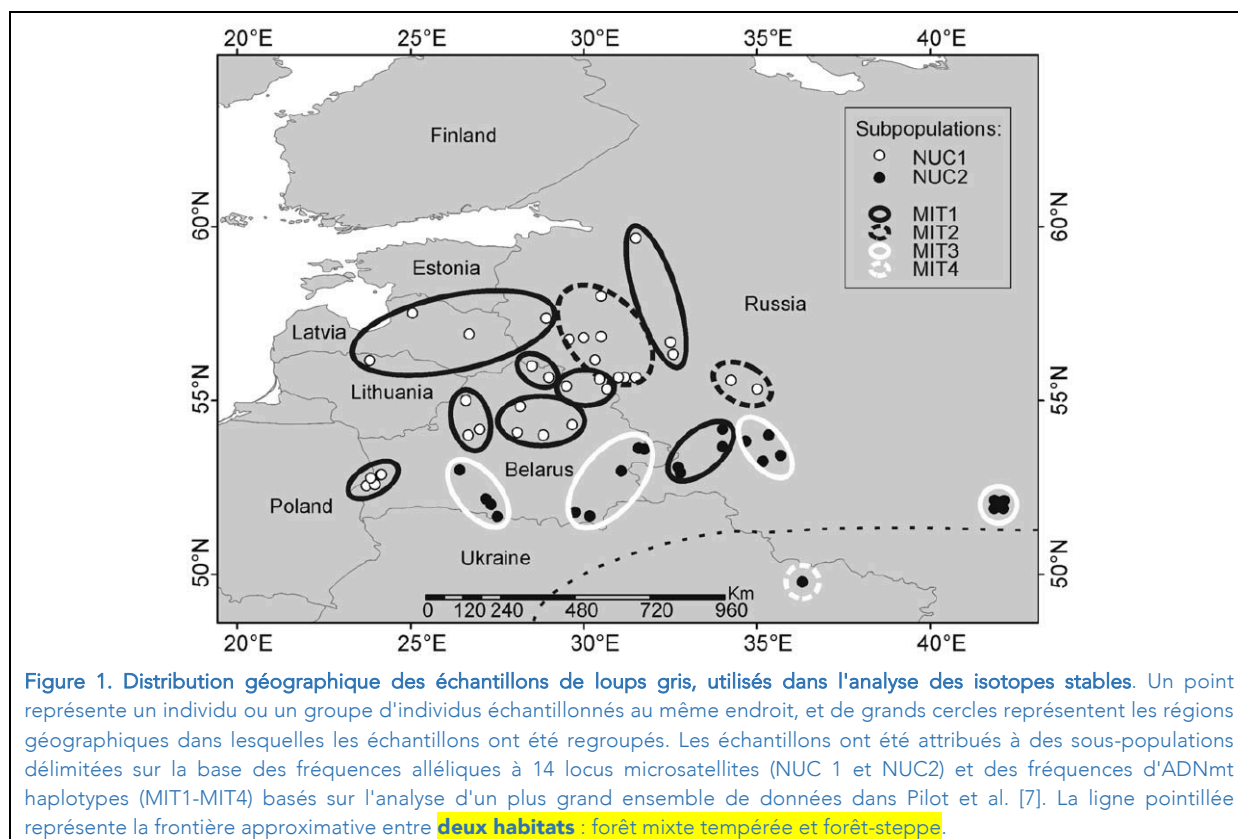 20°E 25°E 30°E 35°E 40°E
Finland
Subpopulations:
NUC1
NUC2
MIT1
MIT2
MIT3
MIT4
60°N 60°N
Estonia
Russia
Latvia
Lithuania
55°N 55°N
Belarus
Poland
Ukraine
50°N 50°N
Km
0 120 240 480 720 960
20°E 25°E 30°E 35°E 40°E
Figure 1. Distribution géographique des échantillons de loups gris, utilisés dans l'analyse des isotopes stables. Un point
représente un individu ou un groupe d'individus échantillonnés au même endroit, et de grands cercles représentent les régions
géographiques dans lesquelles les échantillons ont été regroupés. Les échantillons ont été attribués à des sous-populations
délimitées sur la base des fréquences alléliques à 14 locus microsatellites (NUC 1 et NUC2) et des fréquences d'ADNmt
haplotypes (MIT1-MIT4) basés sur l'analyse d'un plus grand ensemble de données dans Pilot et al. [7]. La ligne pointillée
représente la frontière approximative entre deux habitats : forêt mixte tempérée et forêt-steppe.